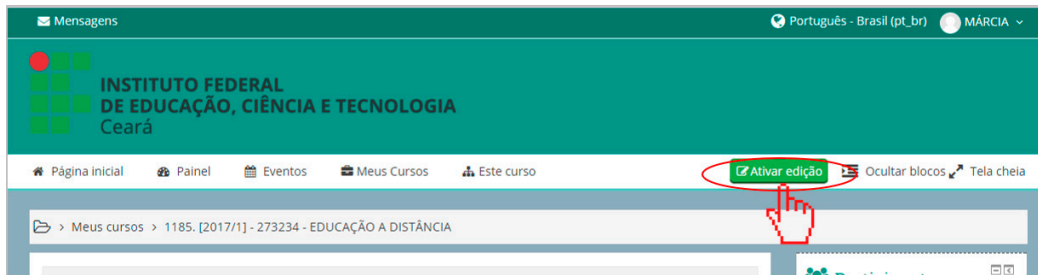 Mensagens
Português - Brasil (pt_br) MÁRCIA
INSTITUTO FEDERAL
DE EDUCAÇÃO, CIÊNCIA E TECNOLOGIA
Ceará
Página inicial Painel Eventos Meus Cursos Este curso Ativar edição Ocultar blocos Tela cheia
> Meus cursos > 1185. [2017/1] - 273234 - EDUCAÇÃO A DISTÂNCIA